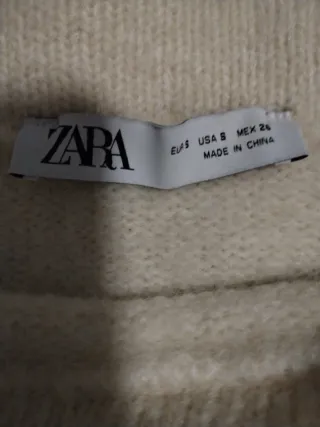 ZARA
EUR S USA S MEX 26
MADE IN CHINA